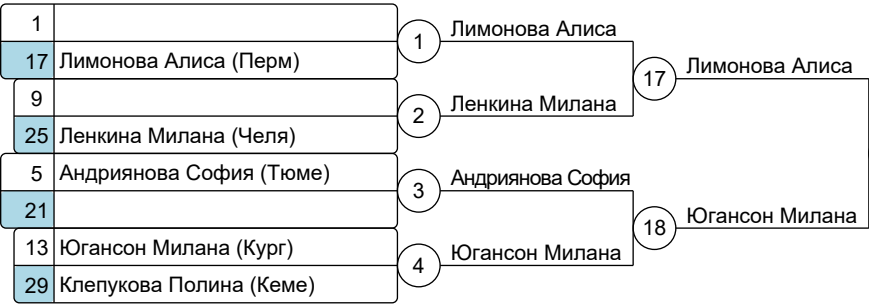 1
17 Лимонова Алиса (Перм)
9
25 Ленкина Милана (Челя)
5 Андриянова София (Тюме)
21
13 Югансон Милана (Кург)
29 Клепукова Полина (Кеме)
1 Лимонова Алиса
2 Ленкина Милана
3 Андриянова София
4 Югансон Милана
17 Лимонова Алиса
18 Югансон Милана